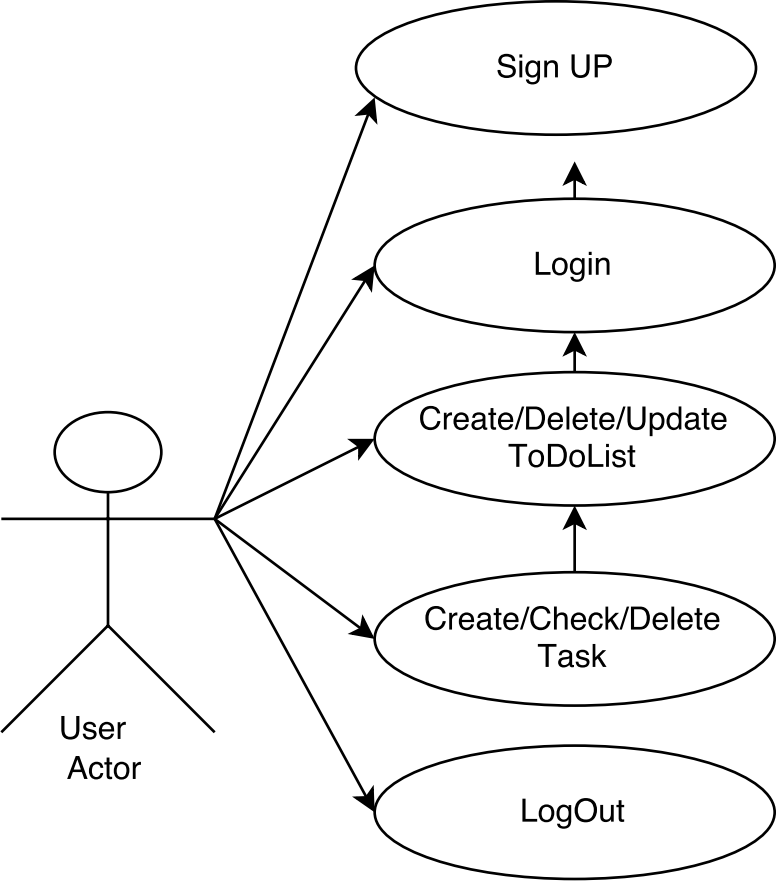 Sign UP
Login
Create/Delete/Update
ToDoList
Create/Check/Delete
Task
User
Actor
LogOut